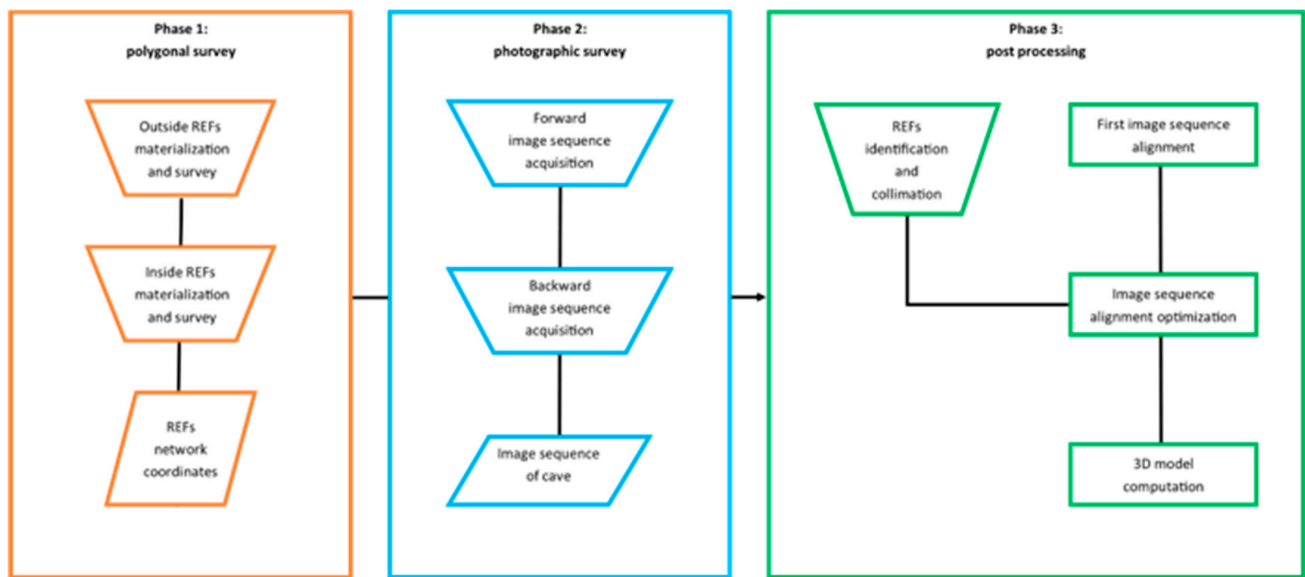 Phase 1:
polygonal survey
Outside REFs
materialization
and survey
Inside REFs
materialization
and survey
REFs
network
coordinates
Phase 2:
photographic survey
Forward
image sequence
acquisition
Backward
image sequence
acquisition
Image sequence
of cave
Phase 3:
post processing
REFs
identification
and
collimation
First image sequence
alignment
Image sequence
alignment optimization
3D model
computation